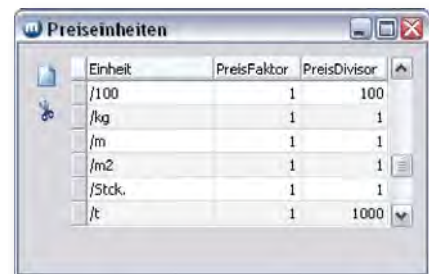 Preiseinheiten
Einheit PreisFaktor PreisDivisor
/100 1 100
/kg 1 1
/m 1 1
/m2 1 1
/Stck. 1 1
/t 1 1000